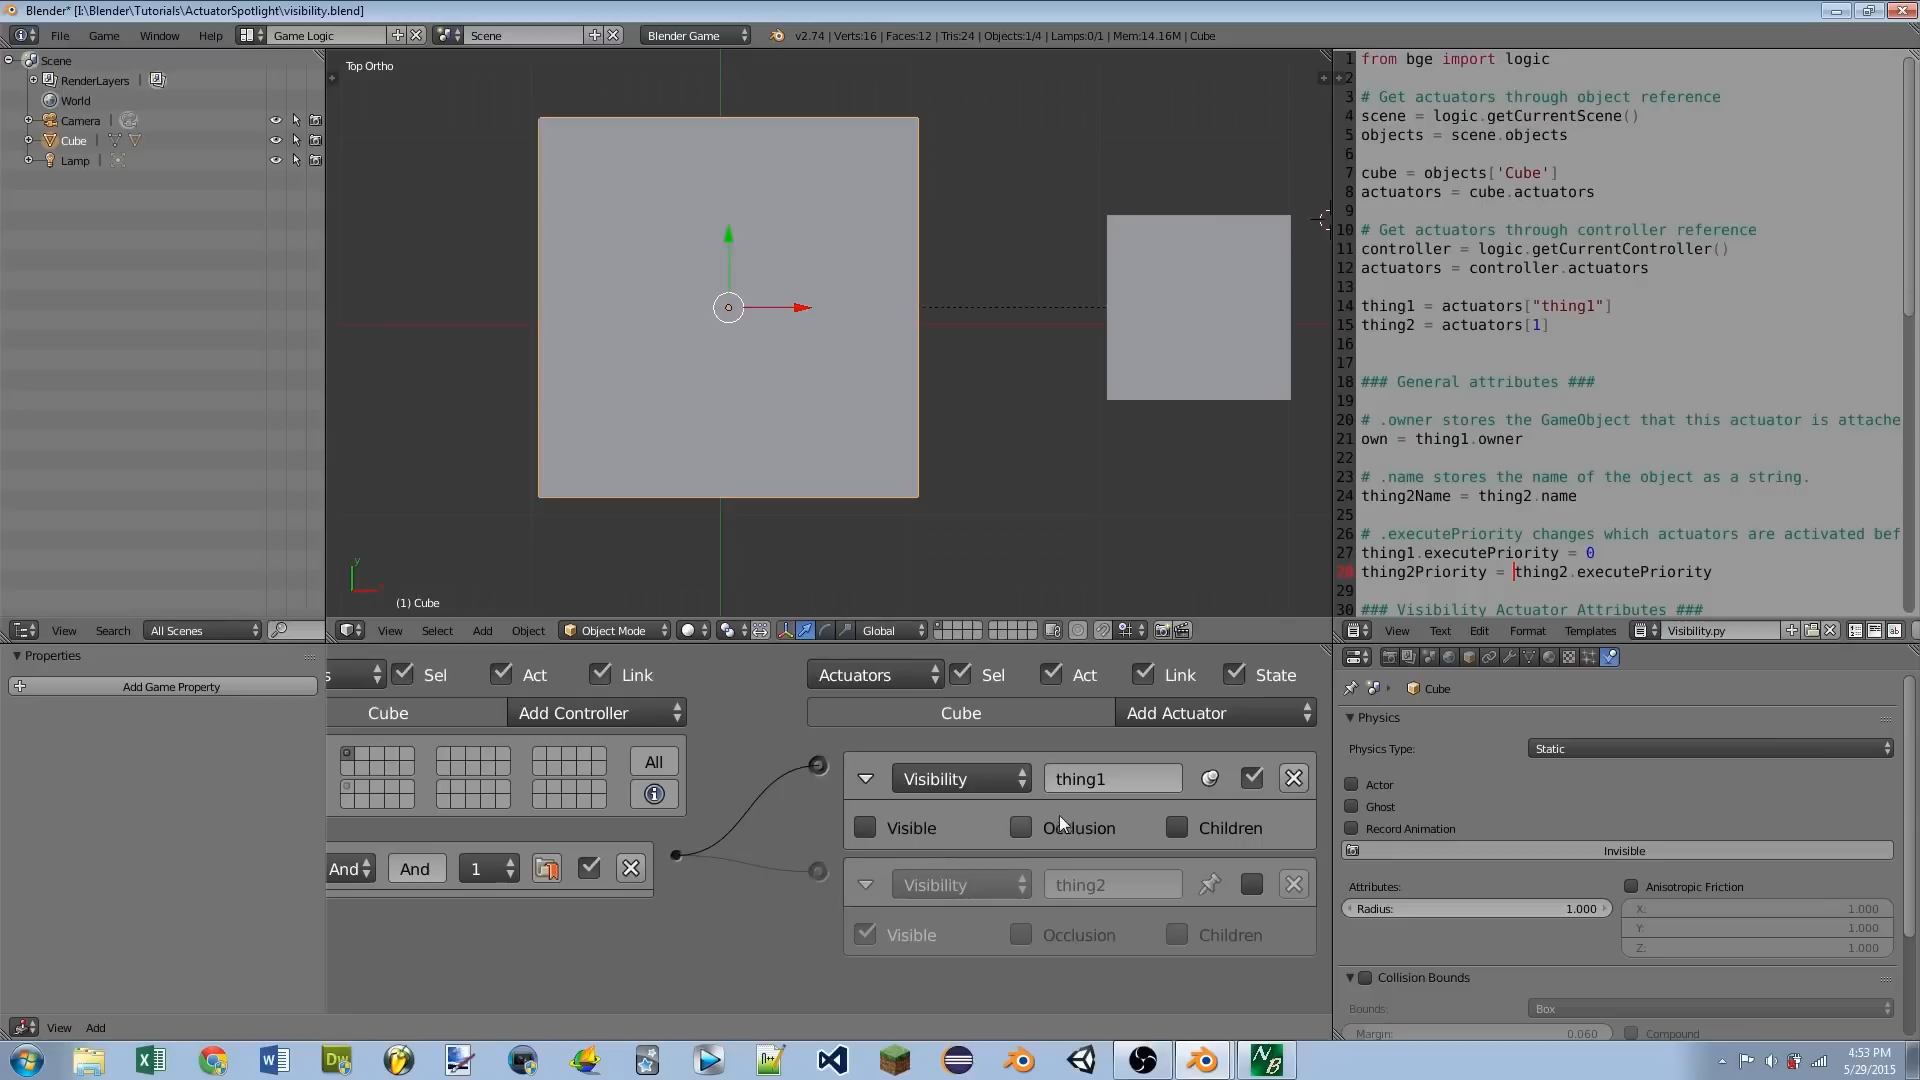 Blender* [I:\Blender\Tutorials\ActuatorSpotlight\visibility.blend]
File Game Window Help Game Logic Scene Blender Game v2.74 | Verts:16 | Faces:12 | Tris:24 | Objects:1/4 | Lamps:0/1 | Mem:14.16M | Cube
Scene
RenderLayers
World
Camera
Cube
Lamp
View Search All Scenes
Top Ortho
y
(1) Cube
View Select Add Object Object Mode Global
1 from bge import logic
2
3 # Get actuators through object reference
4 scene = logic.getCurrentScene()
5 objects = scene.objects
6
7 cube = objects['Cube']
8 actuators = cube.actuators
9
10 # Get actuators through controller reference
11 controller = logic.getCurrentController()
12 actuators = controller.actuators
13
14 thing1 = actuators["thing1"]
15 thing2 = actuators[1]
16
17
18 ### General attributes ###
19
20 # .owner stores the GameObject that this actuator is attache
21 own = thing1.owner
22
23 # .name stores the name of the object as a string.
24 thing2Name = thing2.name
25
26 # .executePriority changes which actuators are activated bef
27 thing1.executePriority = 0
28 thing2Priority = thing2.executePriority
29
30 ### Visibility Actuator Attributes ###
View Text Edit Format Templates Visibility.py
Properties
Add Game Property
s Sel Act Link
Cube Add Controller
All
And And 1
Actuators Sel Act Link State
Cube Add Actuator
Visibility thing1
Visible Occlusion Children
Visibility thing2
Visible Occlusion Children
View Add
Cube
Physics
Physics Type: Static
Actor
Ghost
Record Animation
Invisible
Attributes: Anisotropic Friction
Radius: 1.000 X: 1.000
Y: 1.000
Z: 1.000
Collision Bounds
Bounds: Box
Margin: 0.060 Compound
4:53 PM
5/29/2015